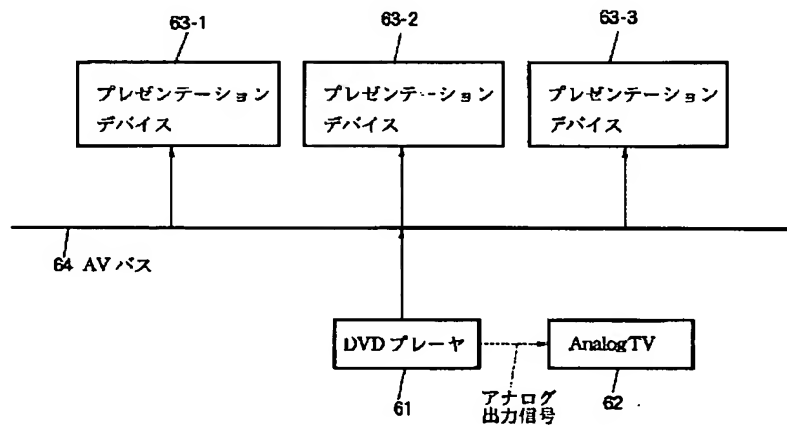 63-1
63-2
63-3
プレゼンテーション
デバイス
プレゼンテーション
デバイス
プレゼンテーション
デバイス
64 AV バス
DVD プレーヤ
Analog TV
61
アナログ
出力信号
62